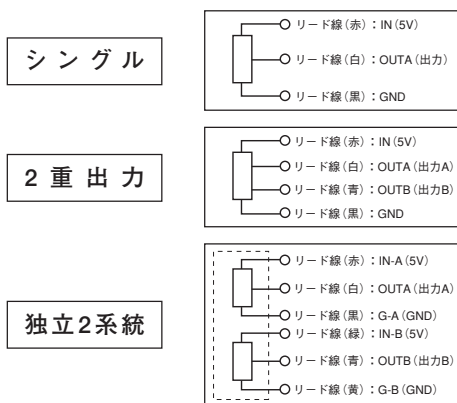 シングル
リード線(赤):IN(5V)
リード線(白):OUTA(出力)
リード線(黒):GND
2重出力
リード線(赤):IN(5V)
リード線(白):OUTA(出力A)
リード線(青):OUTB(出力B)
リード線(黒):GND
独立2系統
リード線(赤):IN-A(5V)
リード線(白):OUTA(出力A)
リード線(黒):G-A(GND)
リード線(緑):IN-B(5V)
リード線(青):OUTB(出力B)
リード線(黄):G-B(GND)